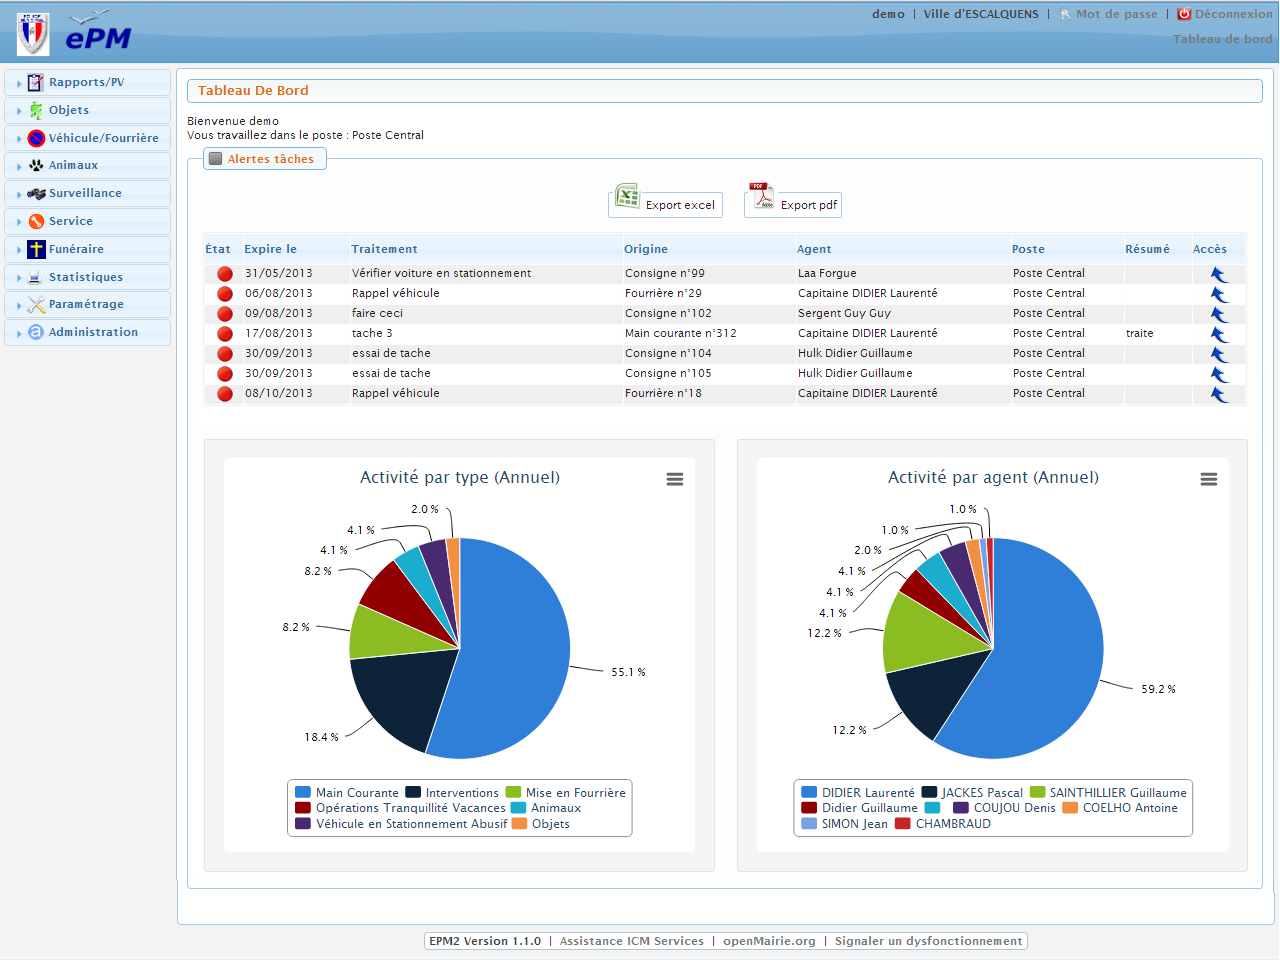 demo | Ville d'ESCALQUENS | Mot de passe | Déconnexion
ePM
Tableau de bord
Rapports/PV
Objets
Véhicule/Fourrière
Animaux
Surveillance
Service
Funéraire
Statistiques
Paramétrage
Administration
Tableau De Bord
Bienvenue demo
Vous travaillez dans le poste : Poste Central
Alertes tâches
Export excel PDF Adobe Export pdf
État Expire le Traitement Origine Agent Poste Résumé Accès
31/05/2013 Vérifier voiture en stationnement Consigne n°99 Laa Forgue Poste Central
06/08/2013 Rappel véhicule Fourrière n°29 Capitaine DIDIER Laurenté Poste Central
09/08/2013 faire ceci Consigne n°102 Sergent Guy Guy Poste Central
17/08/2013 tache 3 Main courante n°312 Capitaine DIDIER Laurenté Poste Central traite
30/09/2013 essai de tache Consigne n°104 Hulk Didier Guillaume Poste Central
30/09/2013 essai de tache Consigne n°105 Hulk Didier Guillaume Poste Central
08/10/2013 Rappel véhicule Fourrière n°18 Capitaine DIDIER Laurenté Poste Central
Activité par type (Annuel)
2.0 %
4.1 %
4.1 %
8.2 %
8.2 %
55.1 %
18.4 %
Main Courante Interventions Mise en Fourrière
Opérations Tranquillité Vacances Animaux
Véhicule en Stationnement Abusif Objets
Activité par agent (Annuel)
1.0 %
1.0 %
2.0 %
4.1 %
4.1 %
4.1 %
12.2 %
59.2 %
12.2 %
DIDIER Laurenté JACKES Pascal SAINTHILLIER Guillaume
Didier Guillaume COUJOU Denis COELHO Antoine
SIMON Jean CHAMBRAUD
EPM2 Version 1.1.0 | Assistance ICM Services | openMairie.org | Signaler un dysfonctionnement